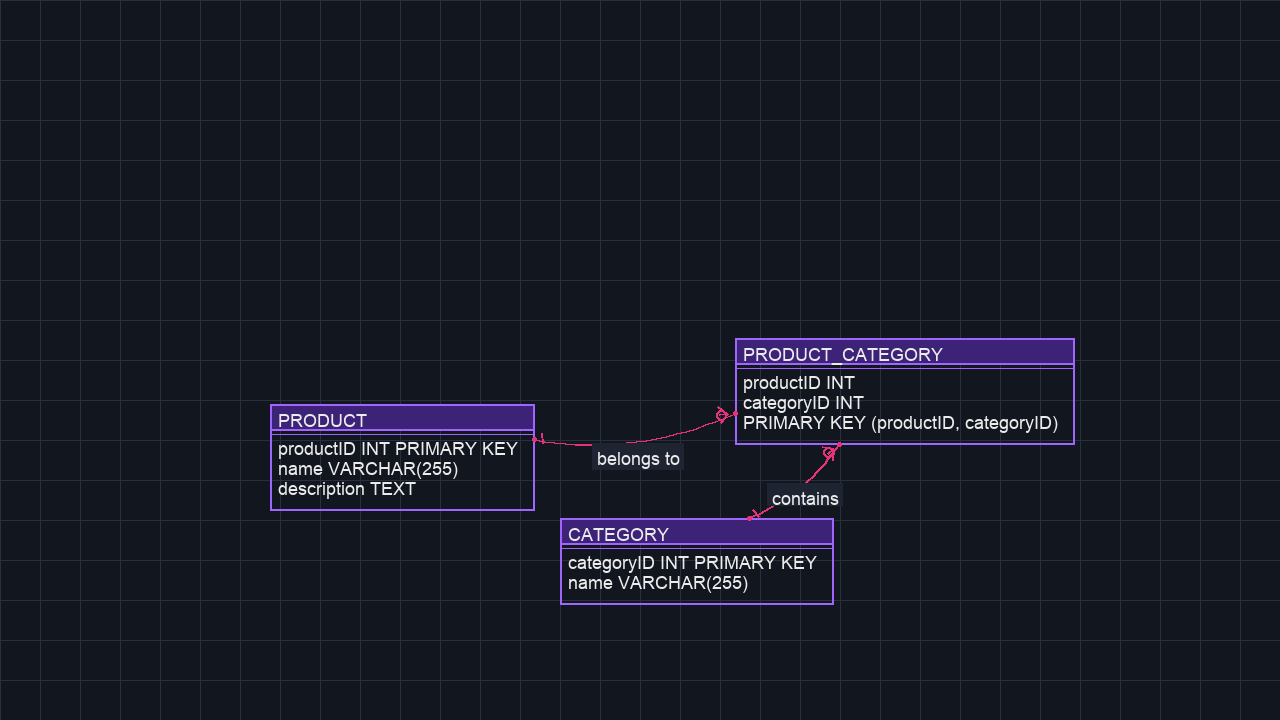 PRODUCT_CATEGORY
productID INT
categoryID INT
PRIMARY KEY (productID, categoryID)
PRODUCT
productID INT PRIMARY KEY
name VARCHAR(255)
description TEXT
belongs to
contains
CATEGORY
categoryID INT PRIMARY KEY
name VARCHAR(255)